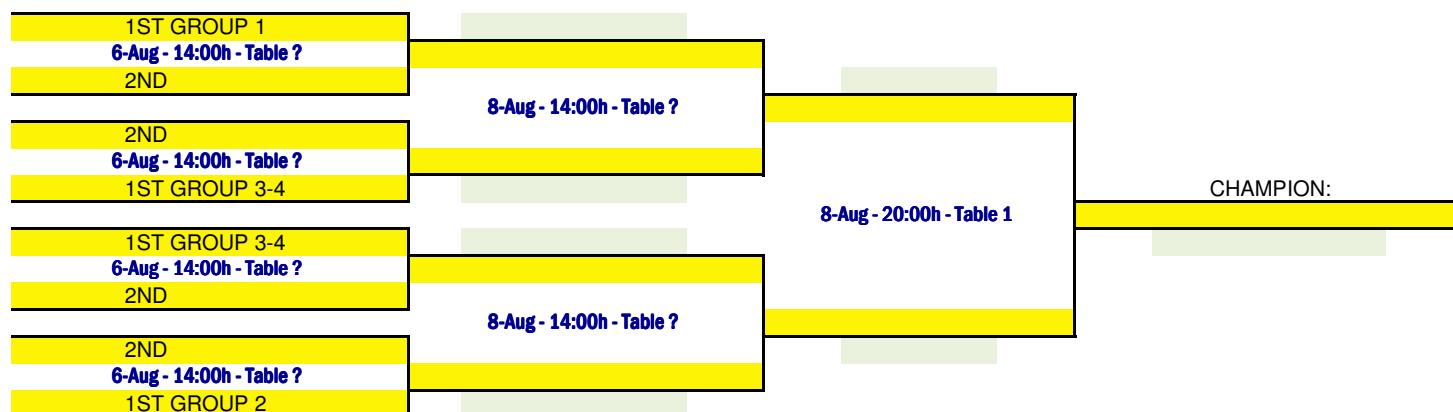 1ST GROUP 1
6-Aug - 14:00h - Table ?
2ND
8-Aug - 14:00h - Table ?
2ND
6-Aug - 14:00h - Table ?
1ST GROUP 3-4
CHAMPION:
8-Aug - 20:00h - Table 1
1ST GROUP 3-4
6-Aug - 14:00h - Table ?
2ND
8-Aug - 14:00h - Table ?
2ND
6-Aug - 14:00h - Table ?
1ST GROUP 2